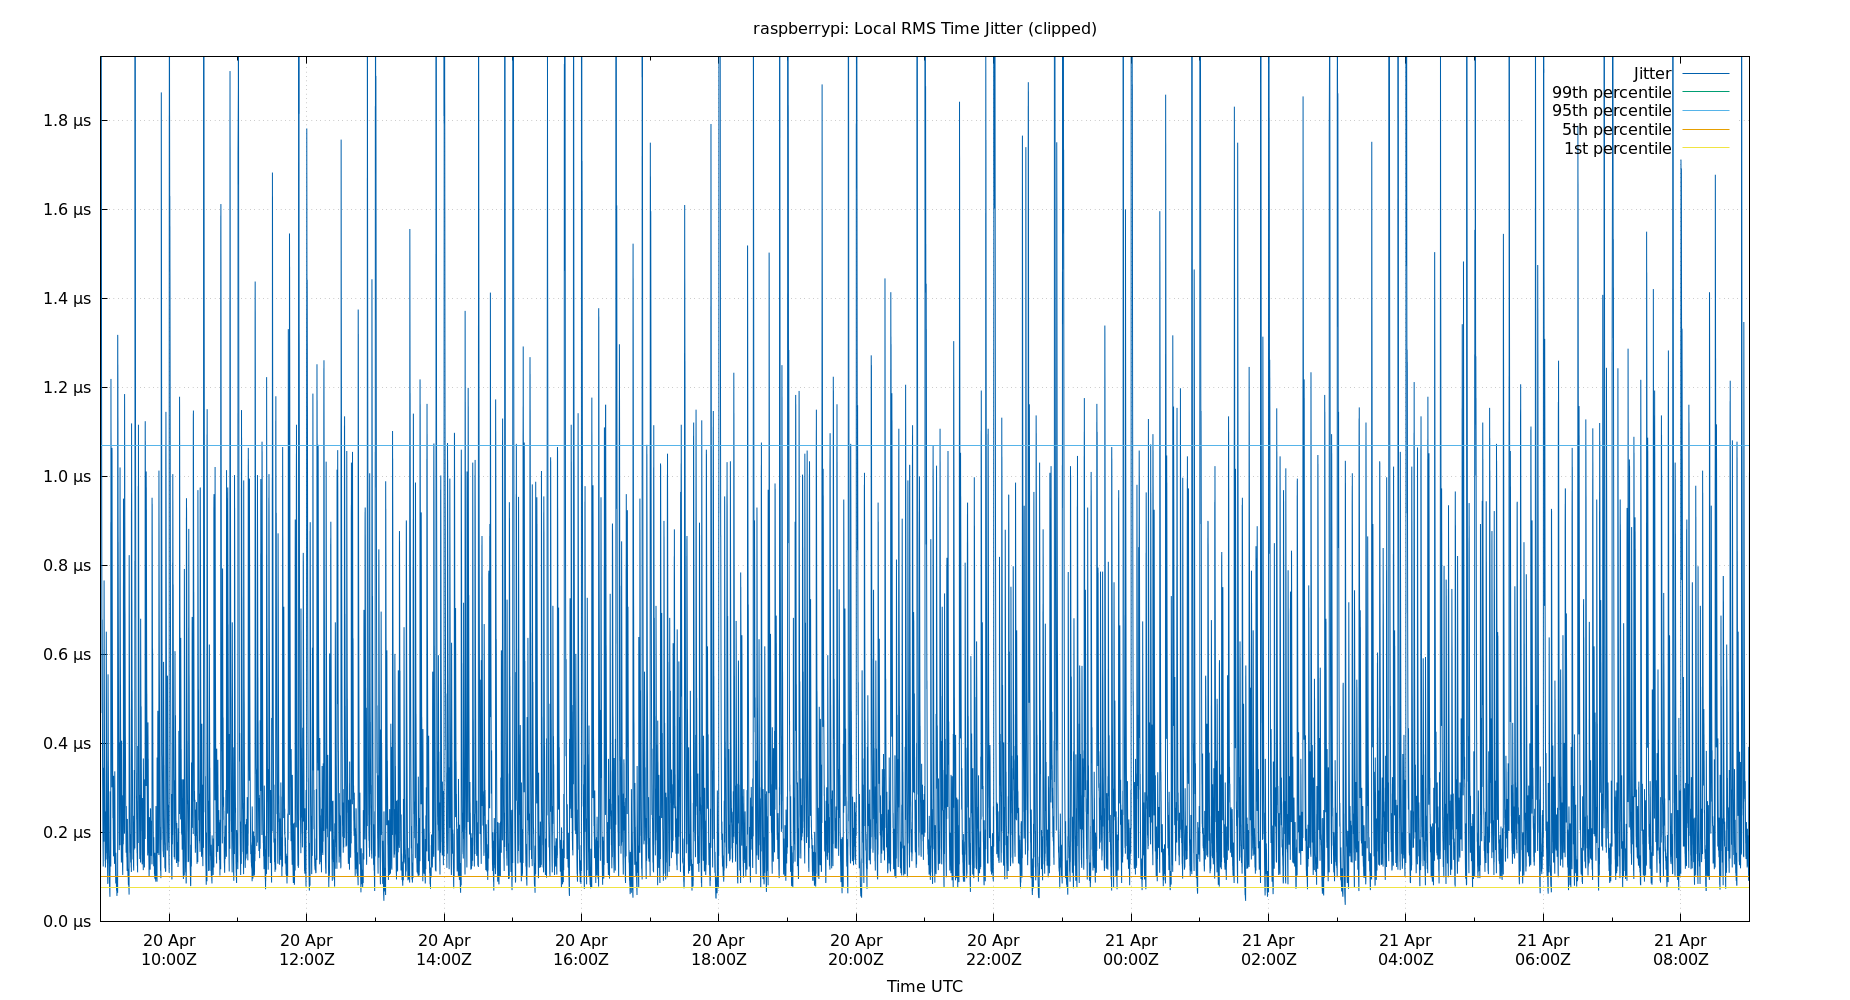 raspberrypi: Local RMS Time Jitter (clipped)
Jitter
99th percentile
95th percentile
5th percentile
1st percentile
1.8 µs
1.6 µs
1.4 µs
1.2 µs
1.0 µs
0.8 µs
0.6 µs
0.4 µs
0.2 µs
0.0 µs
20 Apr 20 Apr 20 Apr 20 Apr 20 Apr 20 Apr 20 Apr 21 Apr 21 Apr 21 Apr 21 Apr 21 Apr
10:00Z 12:00Z 14:00Z 16:00Z 18:00Z 20:00Z 22:00Z 00:00Z 02:00Z 04:00Z 06:00Z 08:00Z
Time UTC